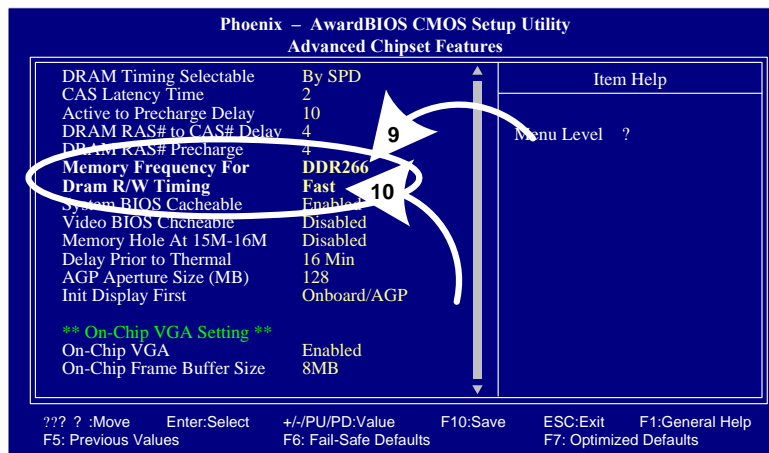 Phoenix – AwardBIOS CMOS Setup Utility
Advanced Chipset Features
DRAM Timing Selectable By SPD
CAS Latency Time 2
Active to Precharge Delay 10
DRAM RAS# to CAS# Delay 4
DRAM RAS# Precharge 4
Memory Frequency For DDR266
Dram R/W Timing Fast
System BIOS Cacheable Enabled
Video BIOS Chcheable Disabled
Memory Hole At 15M-16M Disabled
Delay Prior to Thermal 16 Min
AGP Aperture Size (MB) 128
Init Display First Onboard/AGP
** On-Chip VGA Setting **
On-Chip VGA Enabled
On-Chip Frame Buffer Size 8MB
9
10
Item Help
Menu Level ?
??? ? :Move Enter:Select +/-/PU/PD:Value F10:Save ESC:Exit F1:General Help
F5: Previous Values F6: Fail-Safe Defaults F7: Optimized Defaults